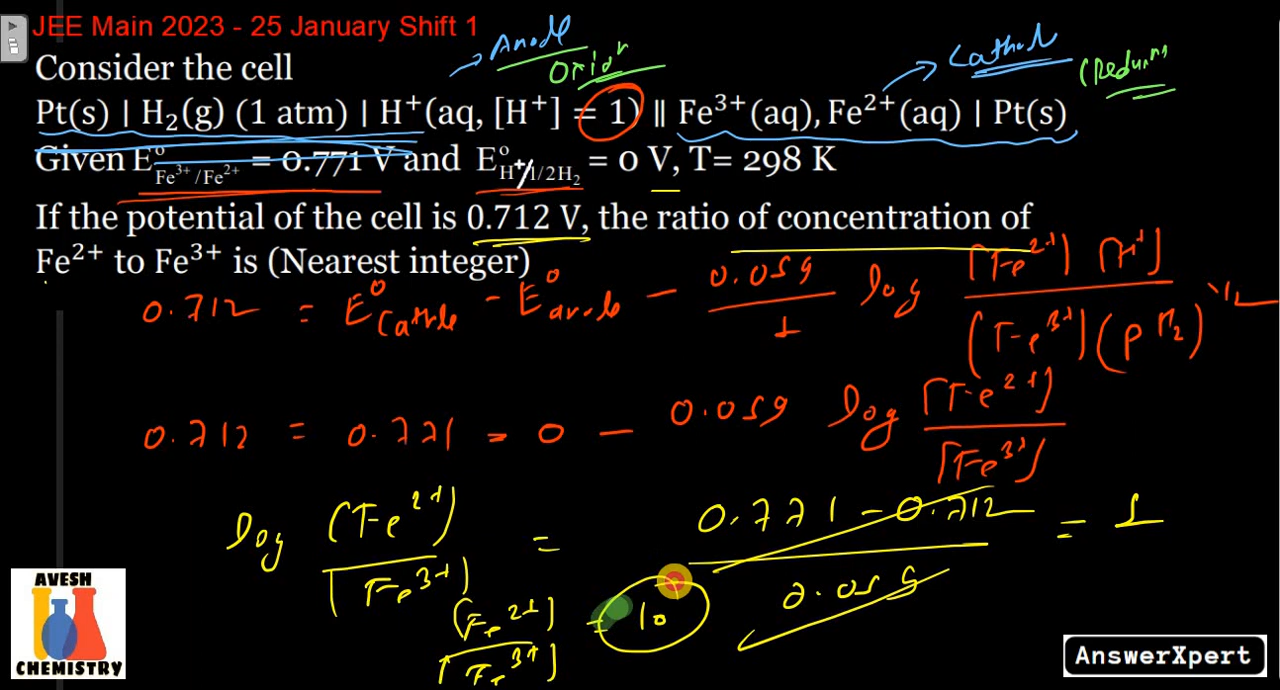 JEE Main 2023 - 25 January Shift 1
Anode
Oxidⁿ
Cathode
Consider the cell
Pt(s) | H₂(g) (1 atm) | H⁺(aq, [H⁺] = 1) || Fe³⁺(aq), Fe²⁺(aq) | Pt(s)
Given E°Fe³⁺/Fe²⁺ = 0.771 V and E°H⁺/1/2H₂ = 0 V, T= 298 K
If the potential of the cell is 0.712 V, the ratio of concentration of
Fe²⁺ to Fe³⁺ is (Nearest integer)
0.712 = E°Cathode - E°anode - 0.059/1 log [Fe²⁺] [H⁺] / [Fe³⁺] (pH₂)^1/2
0.712 = 0.771 - 0 - 0.059 log [Fe²⁺]/[Fe³⁺]
log [Fe²⁺]/[Fe³⁺] = 0.771 - 0.712 / 0.059 = 1
[Fe²⁺]/[Fe³⁺] = 10
AVESH
CHEMISTRY
AnswerXpert